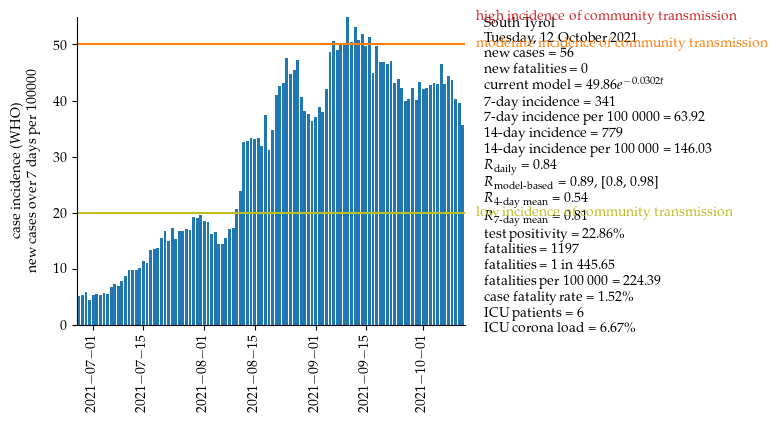 high incidence of community transmission
South Tyrol
Tuesday, 12 October 2021
moderate incidence of community transmission
new cases = 56
new fatalities = 0
current model = 49.86e^{−0.0302t}
7-day incidence = 341
7-day incidence per 100 0000 = 63.92
14-day incidence = 779
14-day incidence per 100 000 = 146.03
R_daily = 0.84
R_model-based = 0.89, [0.8, 0.98]
R_4-day mean = 0.54
low incidence of community transmission
R_7-day mean = 0.81
test positivity = 22.86%
fatalities = 1197
fatalities = 1 in 445.65
fatalities per 100 000 = 224.39
case fatality rate = 1.52%
ICU patients = 6
ICU corona load = 6.67%
case incidence (WHO)
new cases over 7 days per 100000
50
40
30
20
10
0
2021−07−01
2021−07−15
2021−08−01
2021−08−15
2021−09−01
2021−09−15
2021−10−01